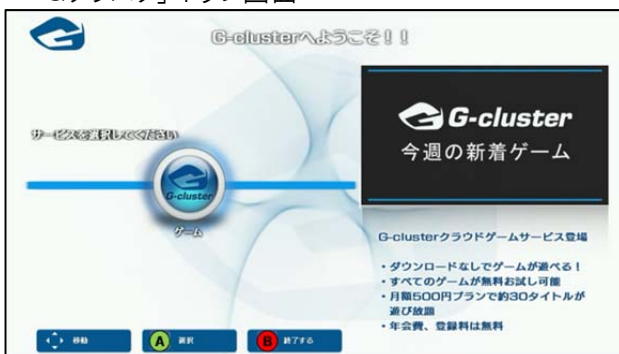 G-clusterへようこそ!!
サービスを選択してください
G-cluster
ゲーム
G-cluster
今週の新着ゲーム
G-clusterクラウドゲームサービス登場
・ダウンロードなしでゲームが遊べる!
・すべてのゲームが無料お試し可能
・月額500円プランで約30タイトルが
遊び放題
・年会費、登録料は無料
移動
A 選択
B 終了する